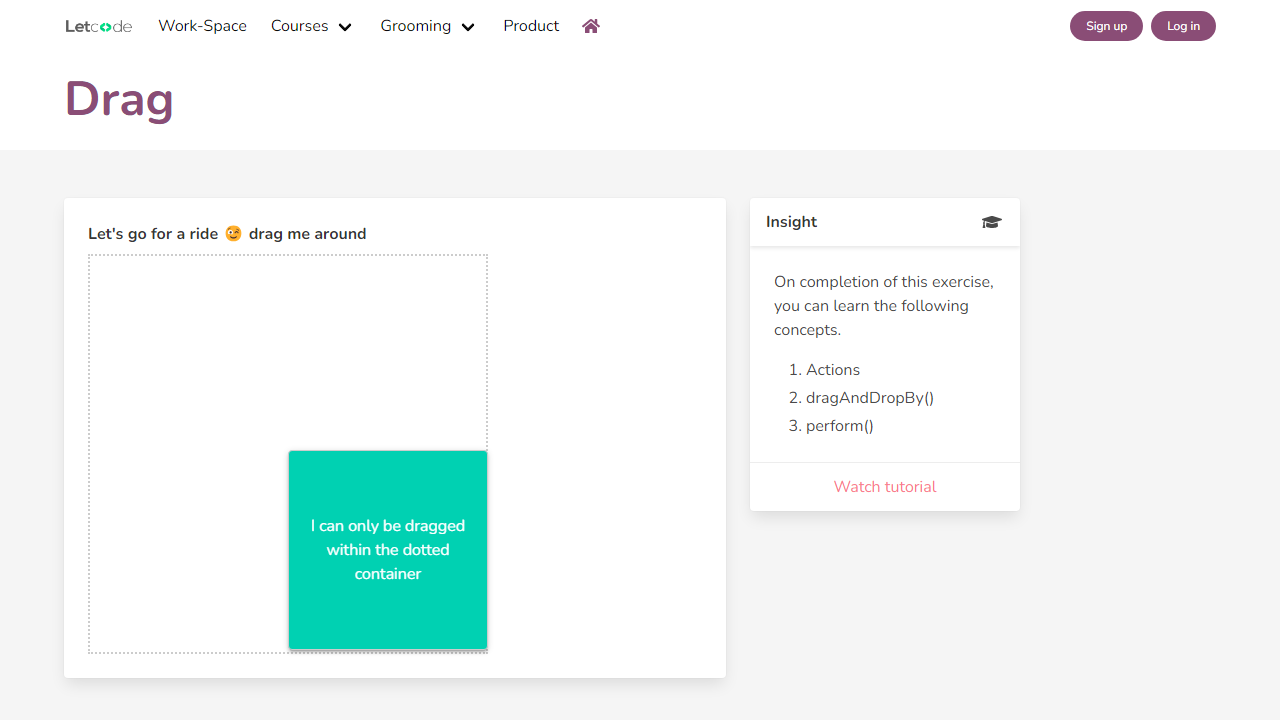 Letcode Work-Space Courses Grooming Product Sign up Log in
Drag
Let's go for a ride 😉 drag me around
I can only be dragged
within the dotted
container
Insight
On completion of this exercise,
you can learn the following
concepts.
1. Actions
2. dragAndDropBy()
3. perform()
Watch tutorial